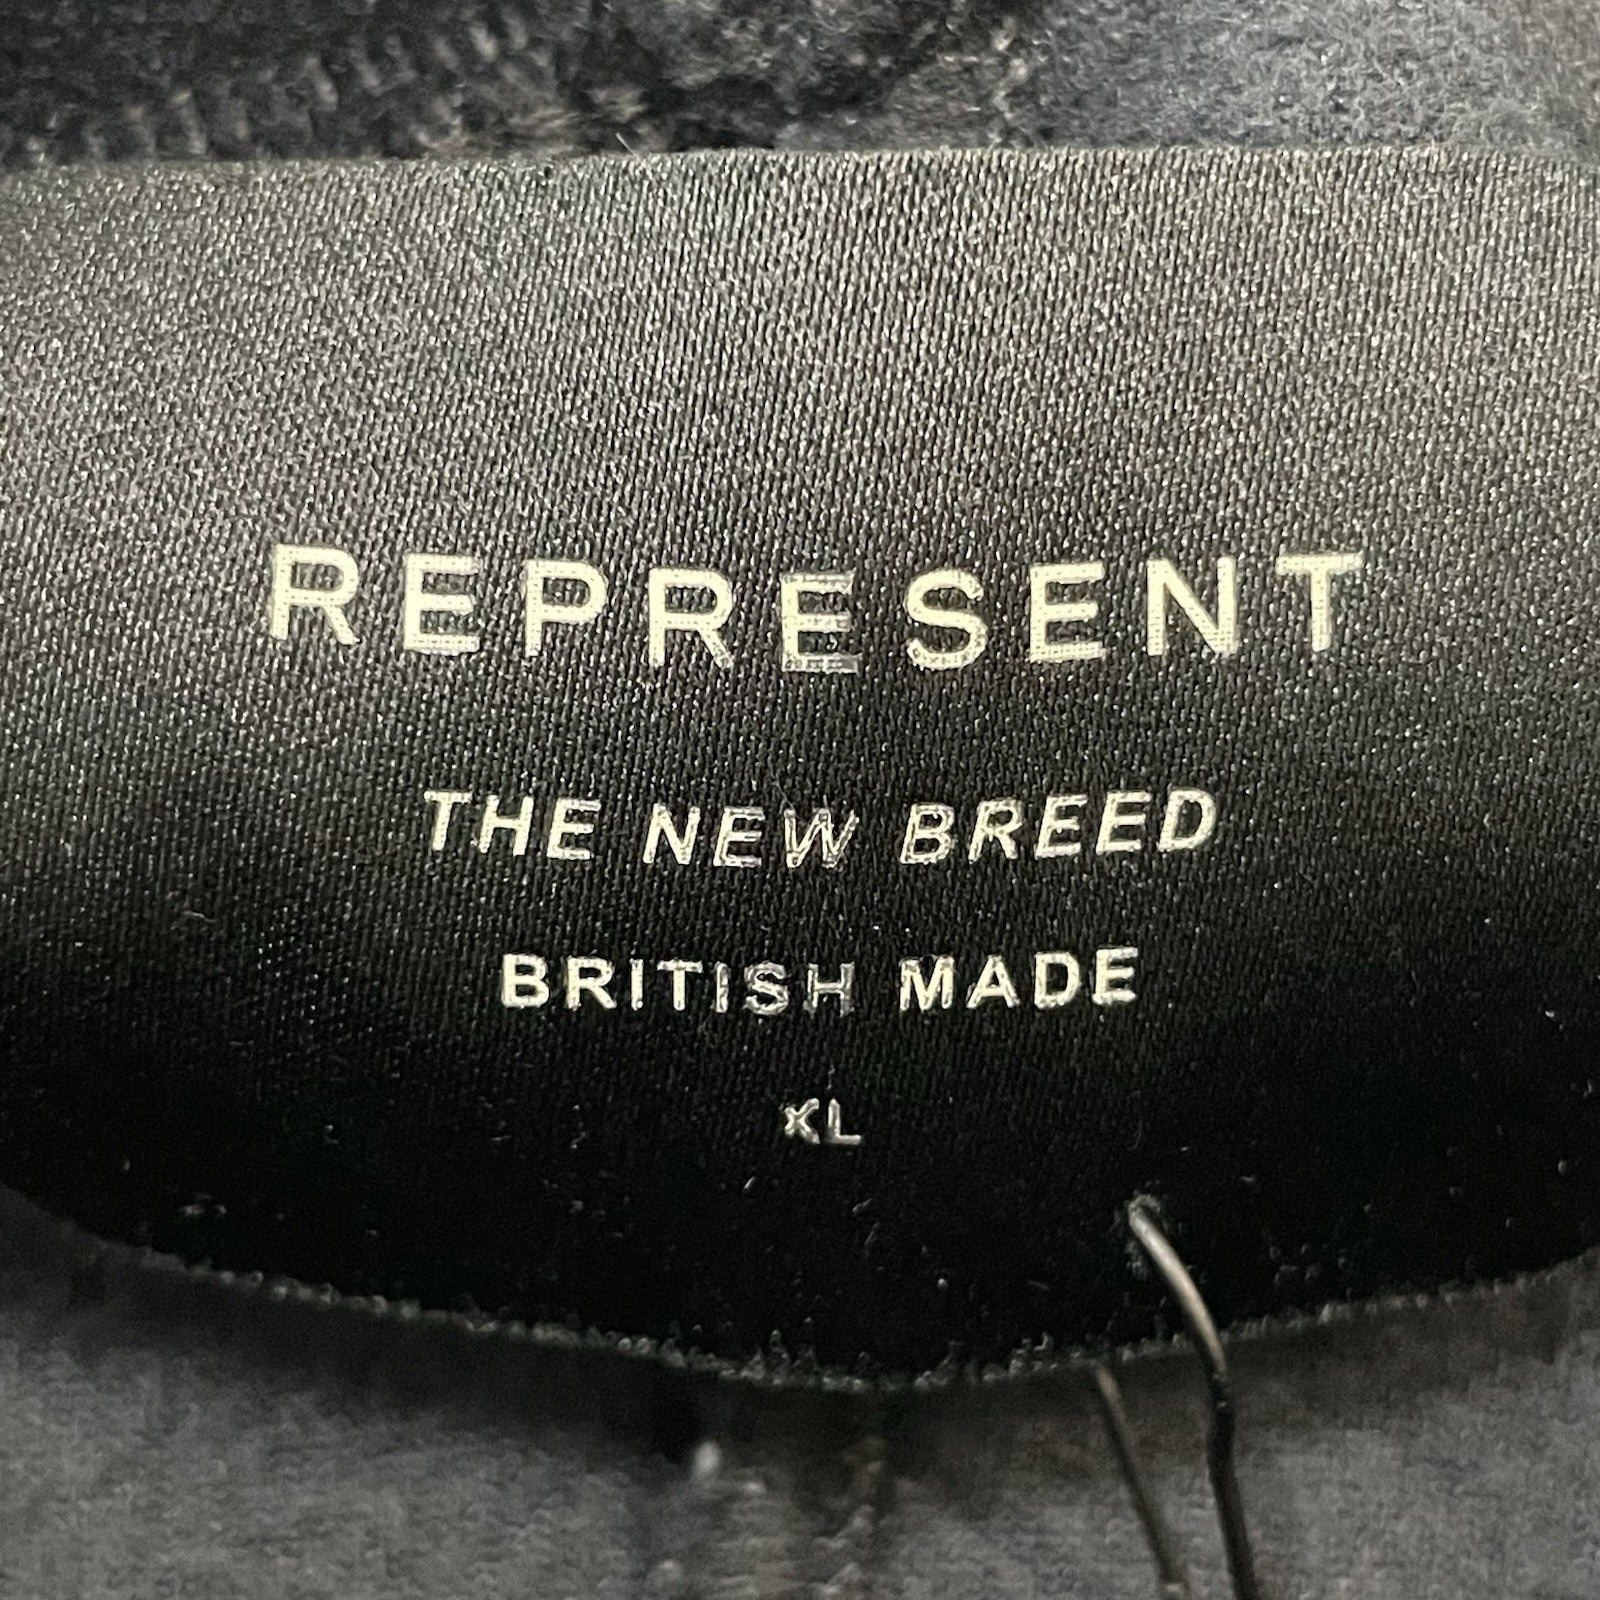 REPRESENT
THE NEW BREED
BRITISH MADE
XL